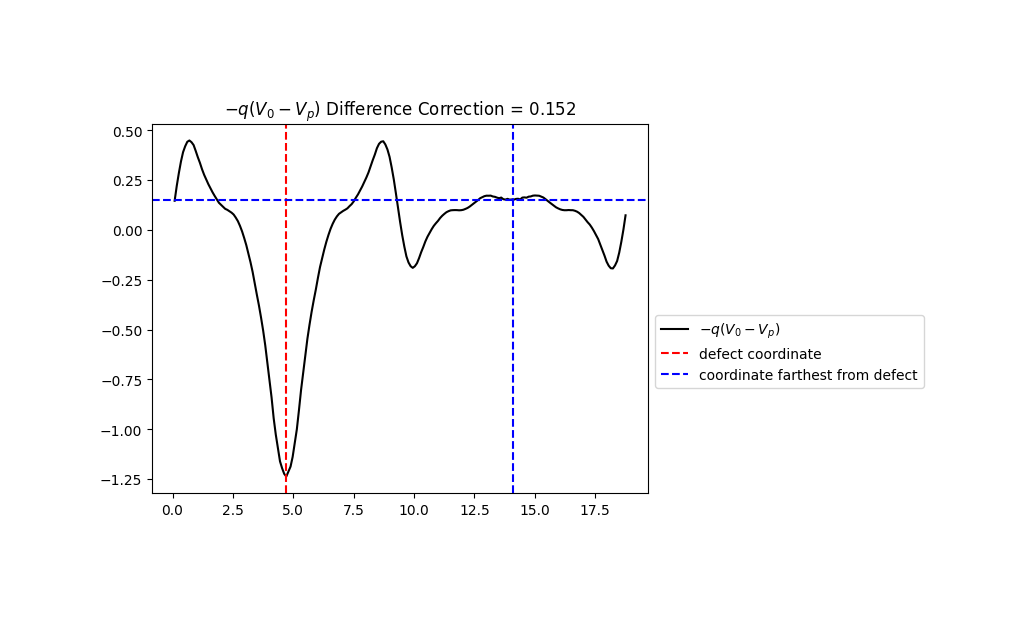 −q(V₀ − Vₚ) Difference Correction = 0.152
0.50
0.25
0.00
−0.25
−0.50
−0.75
−1.00
−1.25
0.0 2.5 5.0 7.5 10.0 12.5 15.0 17.5
−q(V₀ − Vₚ)
defect coordinate
coordinate farthest from defect